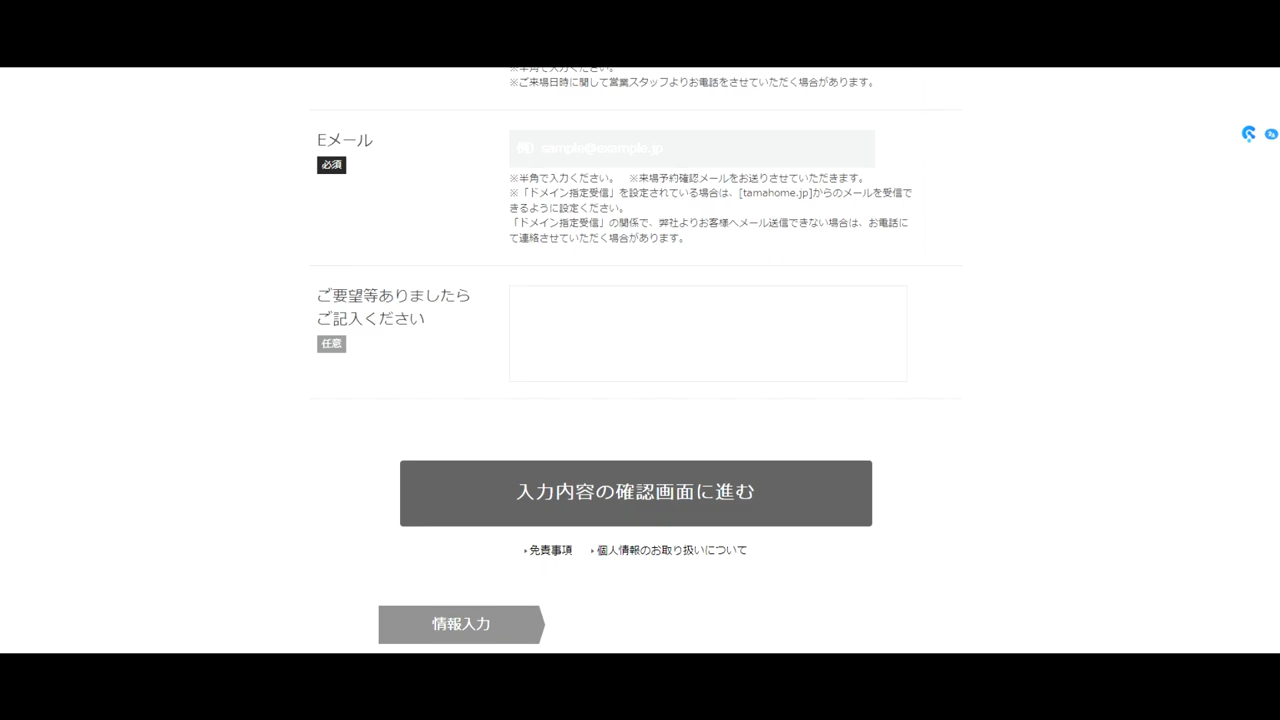 ※半角で入力ください。
※ご来場日時に関して営業スタッフよりお電話をさせていただく場合があります。
Eメール
必須
例）sample@example.jp
※半角で入力ください。 ※来場予約確認メールをお送りさせていただきます。
※「ドメイン指定受信」を設定されている場合は、[tamahome.jp]からのメールを受信で
きるように設定ください。
「ドメイン指定受信」の関係で、弊社よりお客様へメール送信できない場合は、お電話に
て連絡させていただく場合があります。
ご要望等ありましたら
ご記入ください
任意
入力内容の確認画面に進む
免責事項 個人情報のお取り扱いについて
情報入力